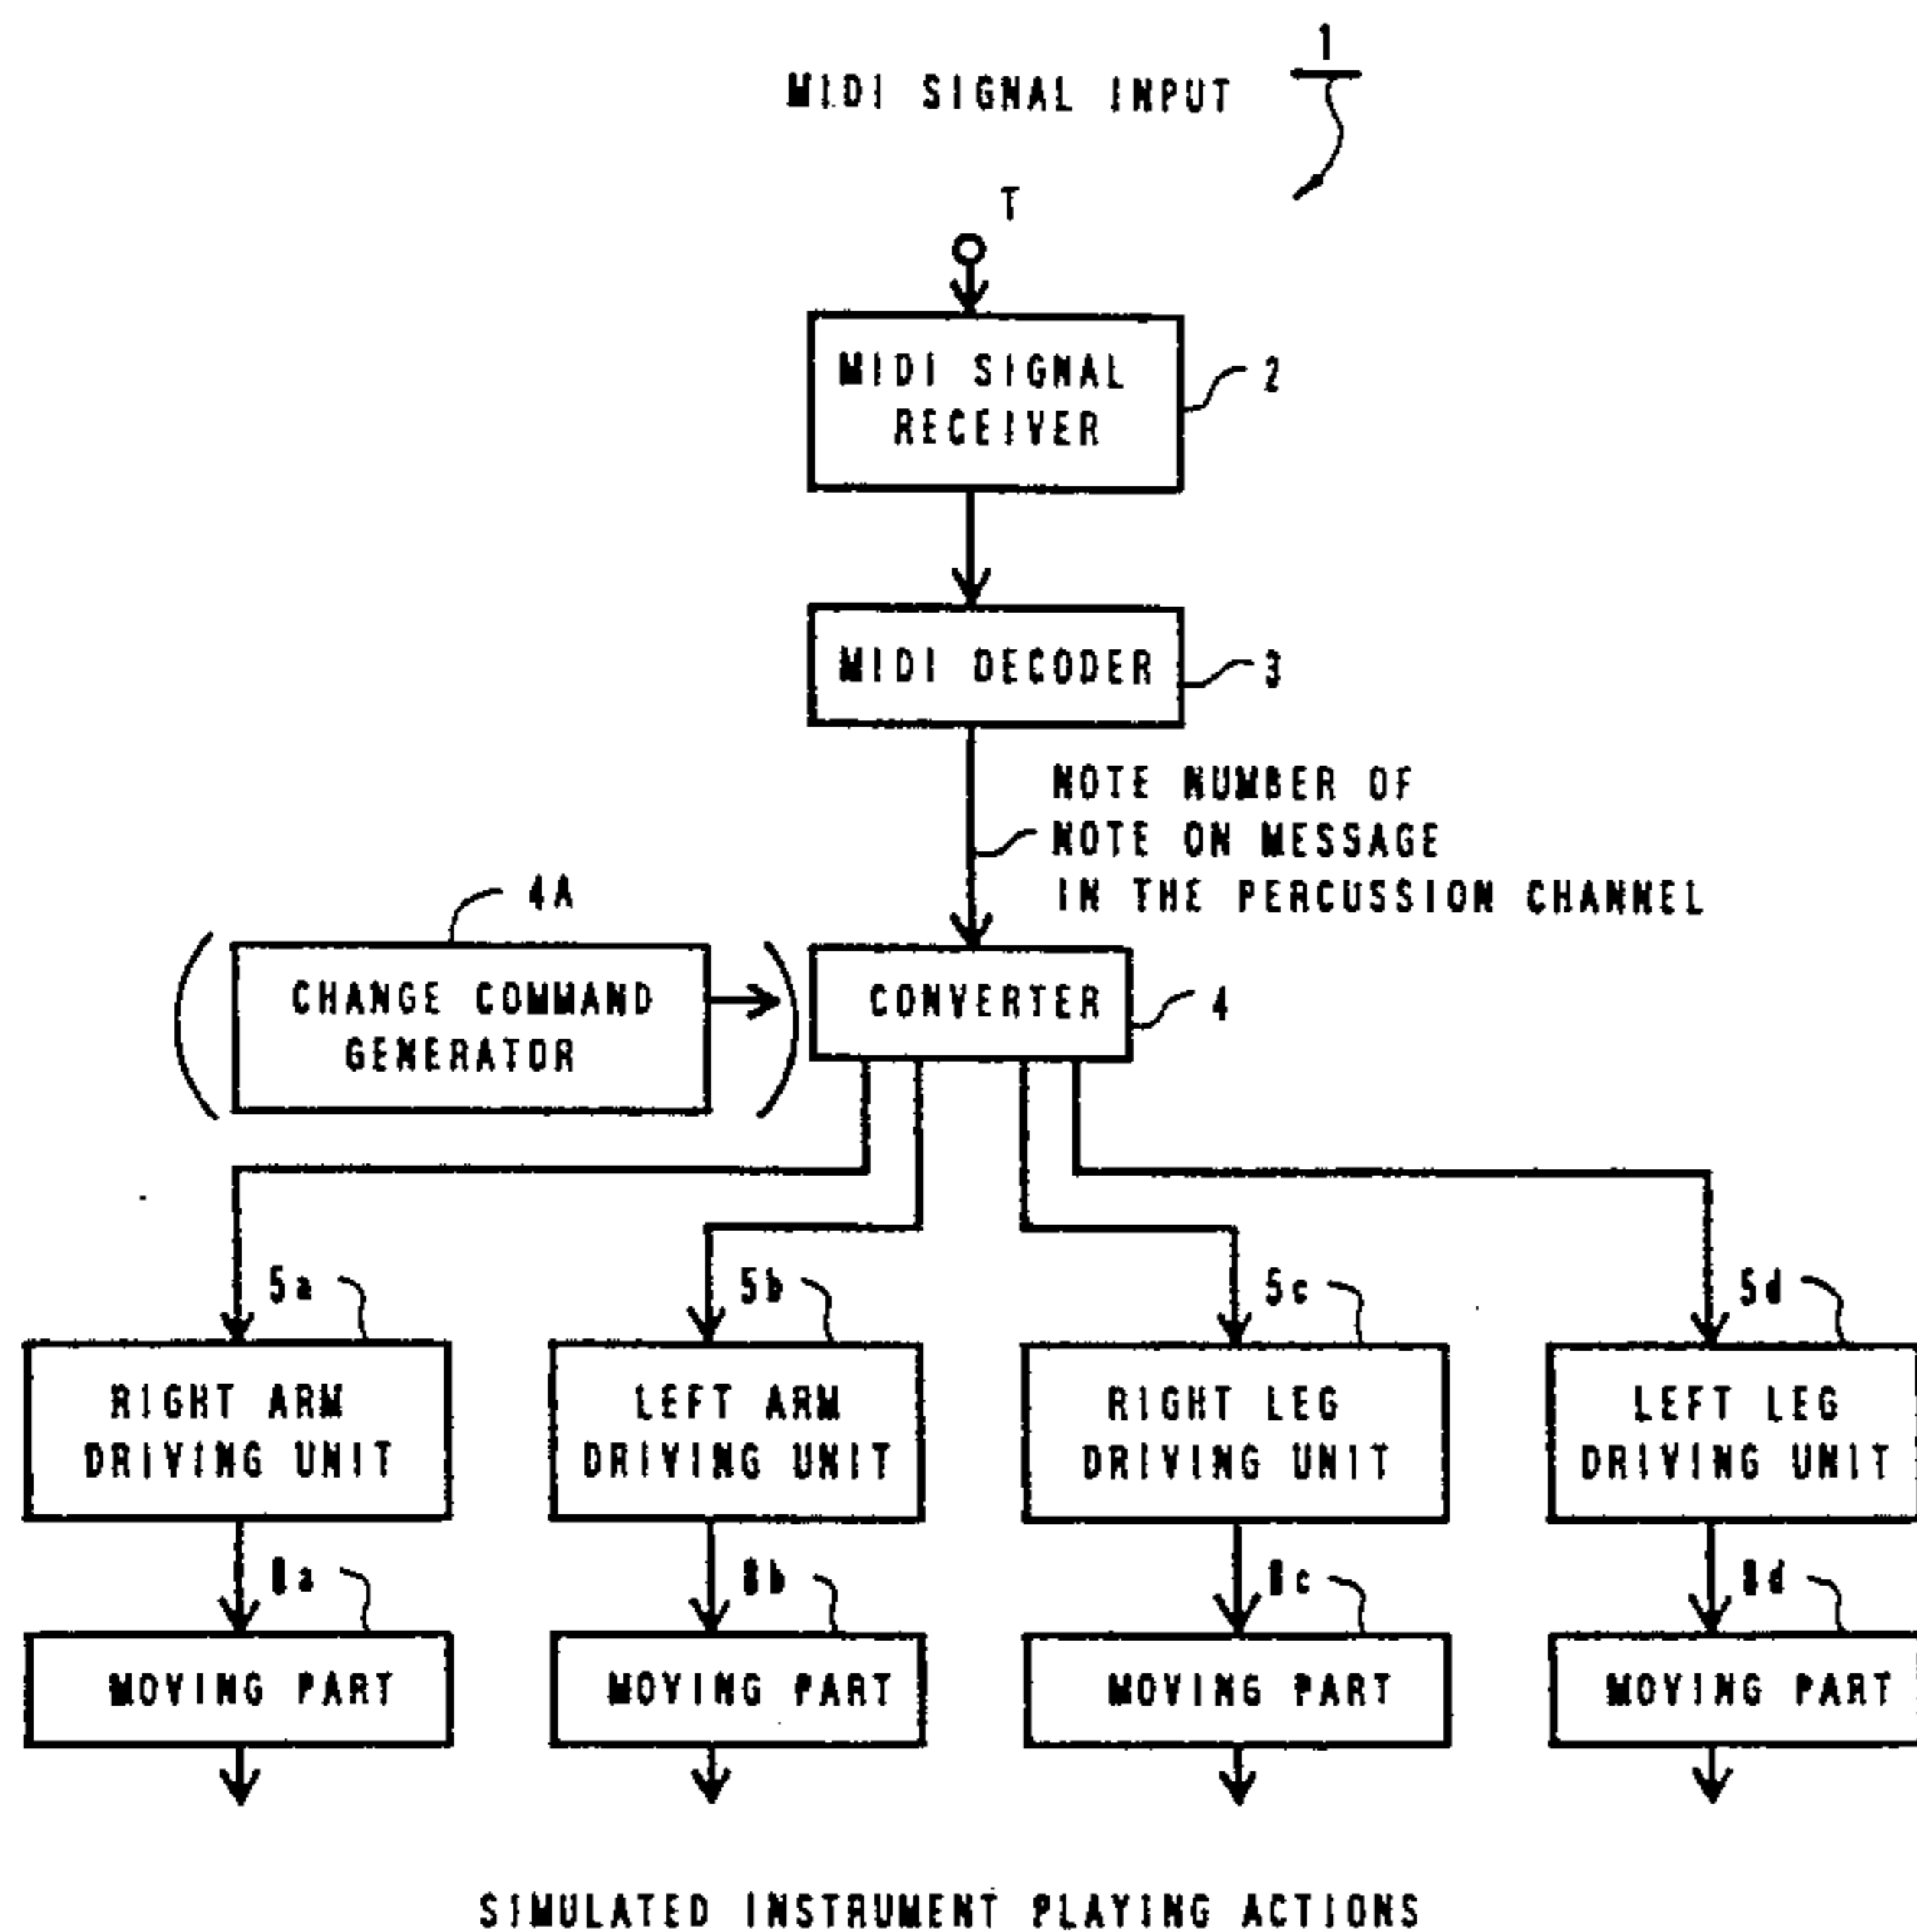 1
MIDI SIGNAL INPUT
T
MIDI SIGNAL
RECEIVER
2
MIDI DECODER
3
NOTE NUMBER OF
NOTE ON MESSAGE
IN THE PERCUSSION CHANNEL
4A
CHANGE COMMAND
GENERATOR
CONVERTER
4
5a
5b
5c
5d
RIGHT ARM
DRIVING UNIT
LEFT ARM
DRIVING UNIT
RIGHT LEG
DRIVING UNIT
LEFT LEG
DRIVING UNIT
MOVING PART
MOVING PART
MOVING PART
MOVING PART
SIMULATED INSTRUMENT PLAYING ACTIONS